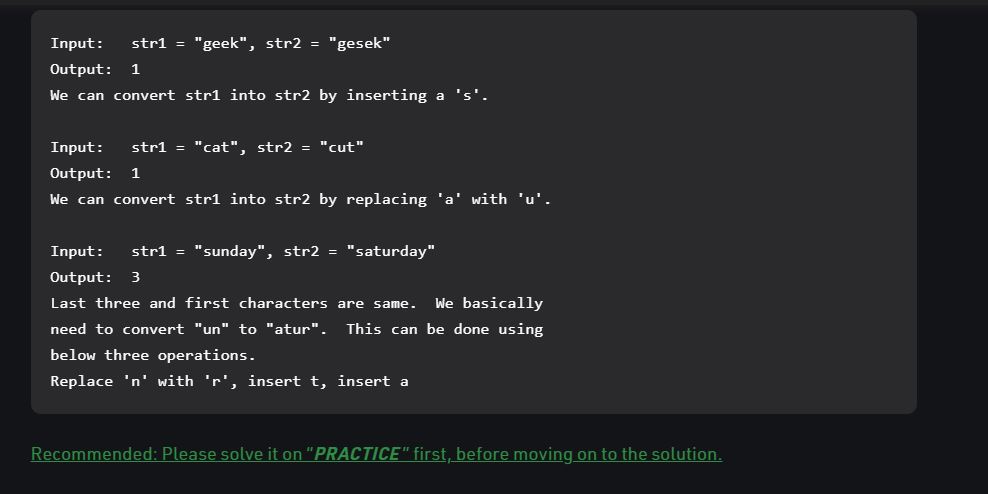 Input:   str1 = "geek", str2 = "gesek"
Output:  1
We can convert str1 into str2 by inserting a 's'.
Input:   str1 = "cat", str2 = "cut"
Output:  1
We can convert str1 into str2 by replacing 'a' with 'u'.
Input:   str1 = "sunday", str2 = "saturday"
Output:  3
Last three and first characters are same.  We basically
need to convert "un" to "atur".  This can be done using
below three operations.
Replace 'n' with 'r', insert t, insert a
Recommended: Please solve it on "PRACTICE" first, before moving on to the solution.